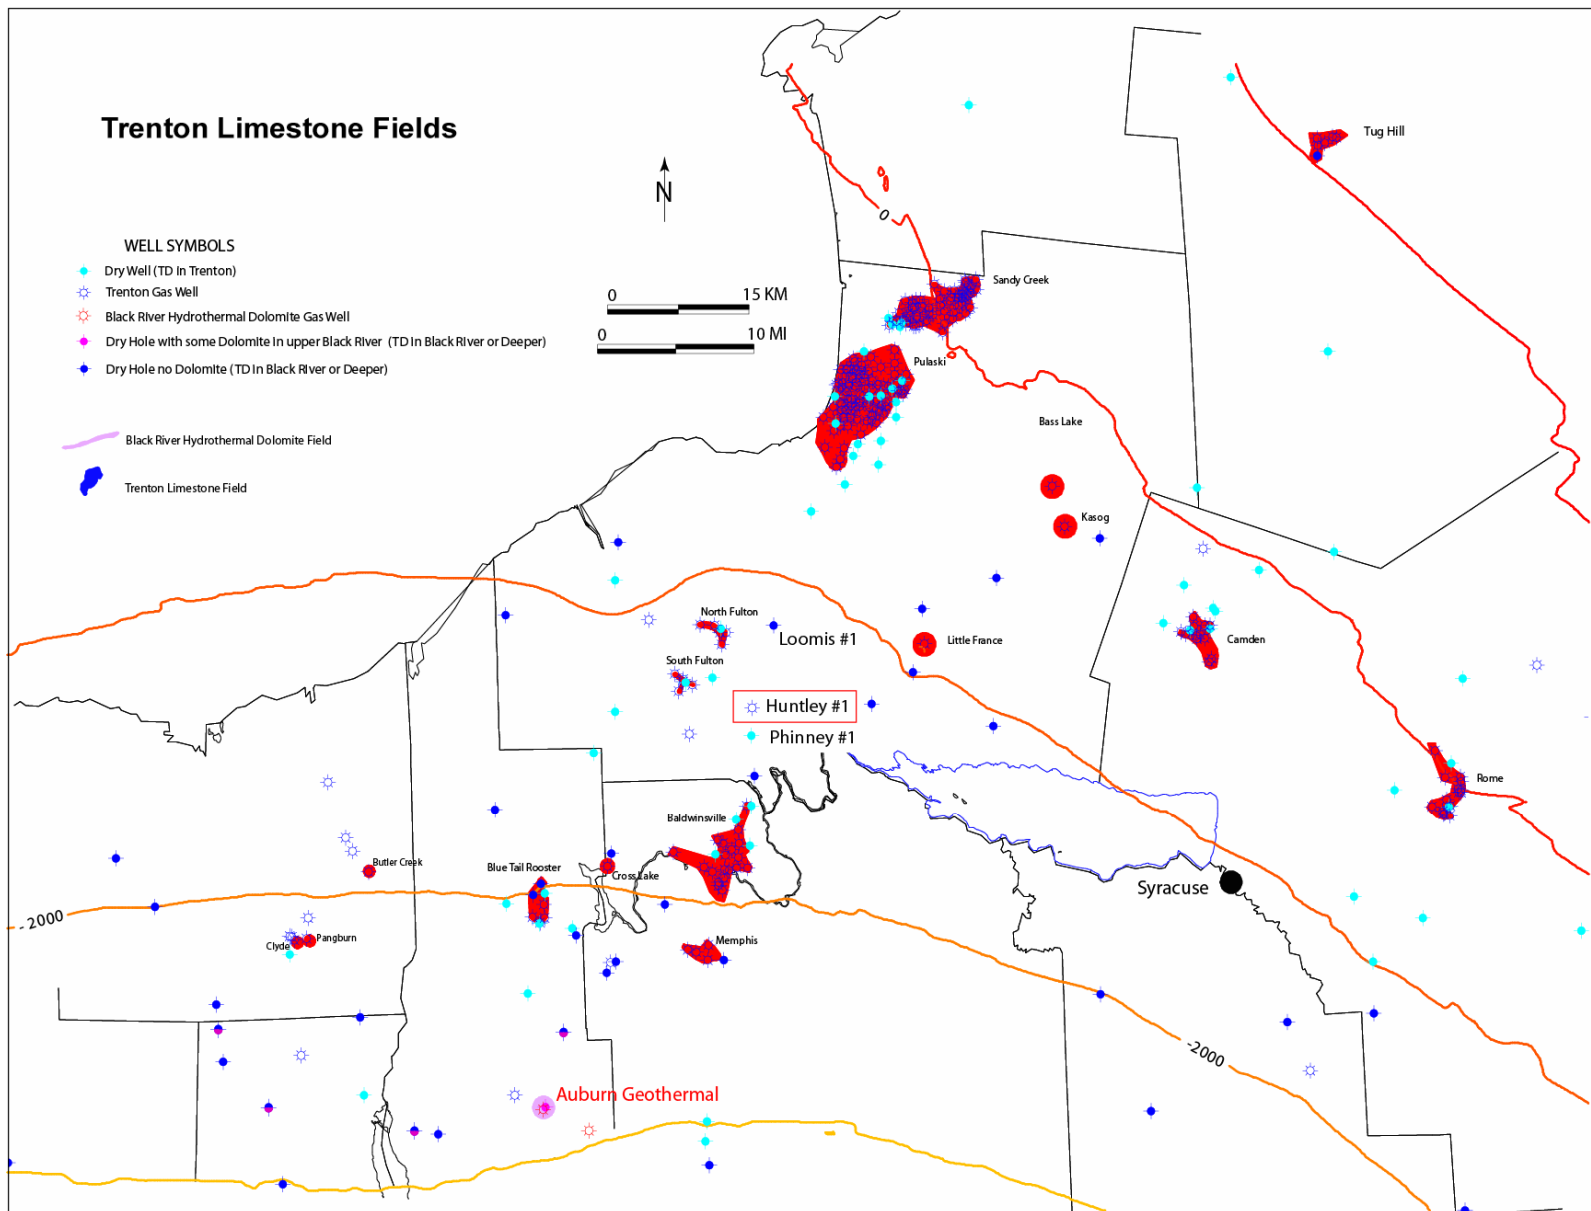 Trenton Limestone Fields
N
WELL SYMBOLS
Dry Well (TD In Trenton)
Trenton Gas Well
Black River Hydrothermal Dolomite Gas Well
Dry Hole with some Dolomite In upper Black River (TD In Black River or Deeper)
Dry Hole no Dolomite (TD In Black River or Deeper)
Black River Hydrothermal Dolomite Field
Trenton Limestone Field
0 15 KM
0 10 MI
Tug Hill
0
Sandy Creek
Pulaski
Bass Lake
Kasog
North Fulton
Loomis #1
Little France
Camden
South Fulton
Huntley #1
Phinney #1
Rome
Baldwinsville
Butler Creek
Blue Tail Rooster
Cross Lake
Syracuse
-2000
Clyde
Pangburn
Memphis
-2000
Auburn Geothermal